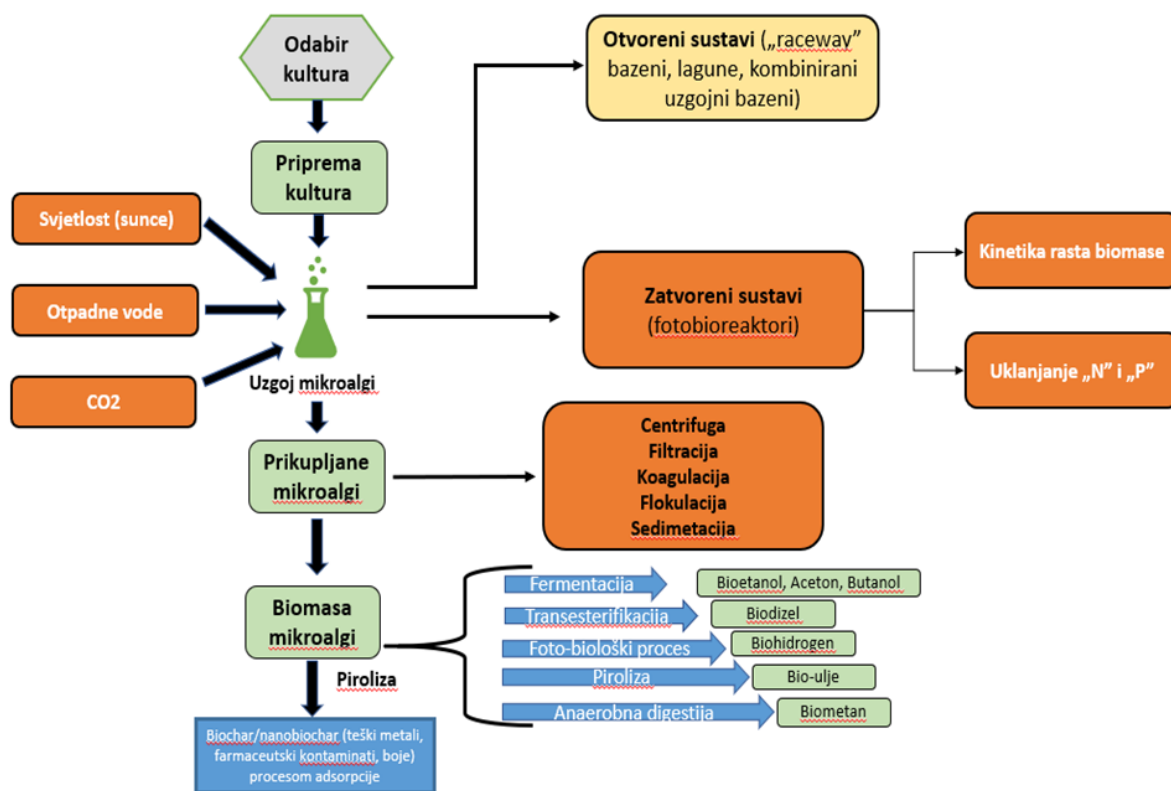 Odabir
kultura
Otvoreni sustavi („raceway”
bazeni, lagune, kombinirani
uzgojni bazeni)
Priprema
kultura
Svjetlost (sunce)
Otpadne vode
CO2
Uzgoj mikroalgi
Zatvoreni sustavi
(fotobioreaktori)
Kinetika rasta biomase
Uklanjanje „N” i „P”
Prikupljane
mikroalgi
Centrifuga
Filtracija
Koagulacija
Flokulacija
Sedimetacija
Biomasa
mikroalgi
Fermentacija
Bioetanol, Aceton, Butanol
Transesterifikacija
Biodizel
Foto-biološki proces
Biohidrogen
Piroliza
Bio-ulje
Anaerobna digestija
Biometan
Piroliza
Biochar/nanobiochar (teški metali,
farmaceutski kontaminati, boje)
procesom adsorpcije